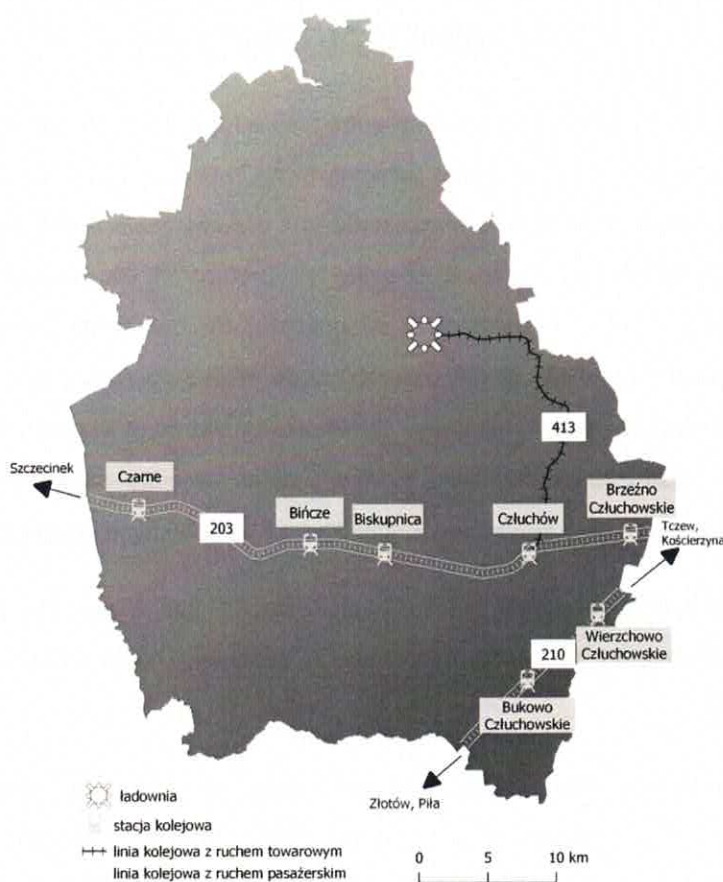 Szczecinek
Czarne
203
Bińcze
Biskupnica
Człuchów
413
Brzeźno
Człuchowskie
Tczew,
Kościerzyna
Wierzchowo
Człuchowskie
210
Bukowo
Człuchowskie
Złotów, Piła
ładownia
stacja kolejowa
linia kolejowa z ruchem towarowym
linia kolejowa z ruchem pasażerskim
0 5 10 km